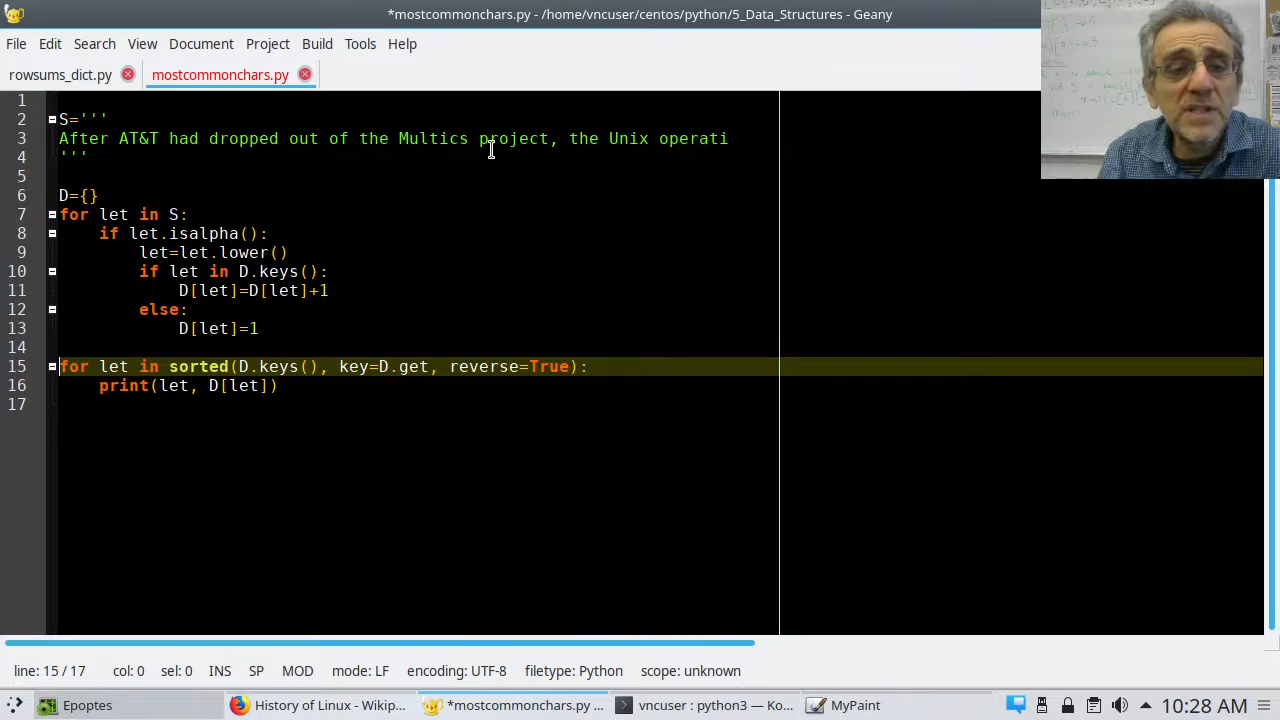 *mostcommonchars.py - /home/vncuser/centos/python/5_Data_Structures - Geany
File Edit Search View Document Project Build Tools Help
rowsums_dict.py mostcommonchars.py
1
2 S='''
3 After AT&T had dropped out of the Multics project, the Unix operati
4 '''
5
6 D={}
7 for let in S:
8 if let.isalpha():
9 let=let.lower()
10 if let in D.keys():
11 D[let]=D[let]+1
12 else:
13 D[let]=1
14
15 for let in sorted(D.keys(), key=D.get, reverse=True):
16 print(let, D[let])
17
line: 15 / 17 col: 0 sel: 0 INS SP MOD mode: LF encoding: UTF-8 filetype: Python scope: unknown
Epoptes History of Linux - Wikip... *mostcommonchars.py ... vncuser : python3 — Ko... MyPaint 10:28 AM